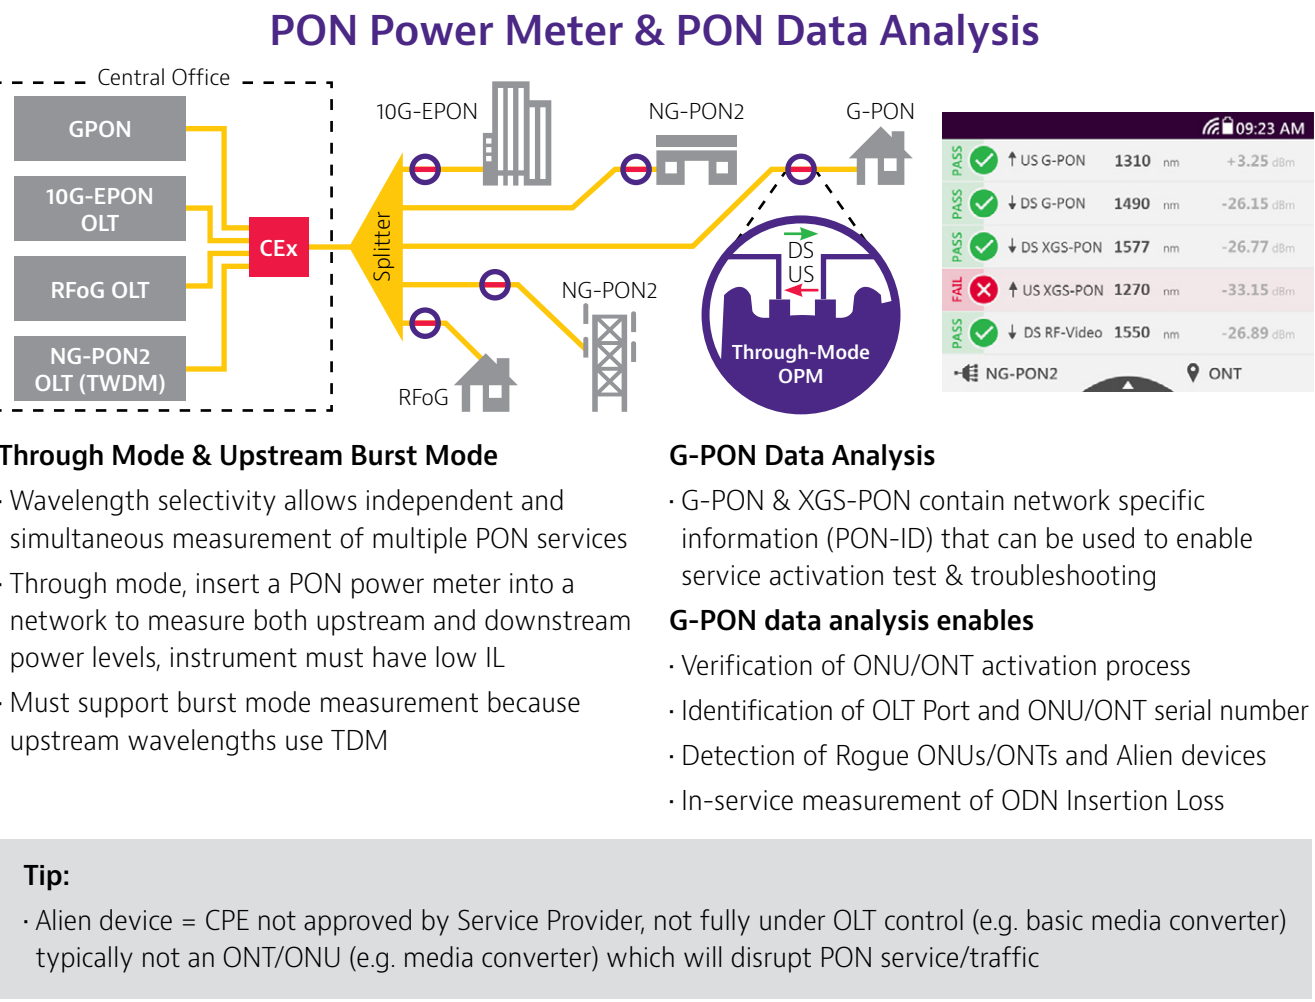 PON Power Meter & PON Data Analysis
Central Office
GPON
10G-EPON
OLT
RFoG OLT
NG-PON2
OLT (TWDM)
CEx
Splitter
10G-EPON
NG-PON2
G-PON
NG-PON2
RFoG
DS
US
Through-Mode
OPM
09:23 AM
PASS US G-PON 1310 nm +3.25 dBm
PASS DS G-PON 1490 nm -26.15 dBm
PASS DS XGS-PON 1577 nm -26.77 dBm
FAIL US XGS-PON 1270 nm -33.15 dBm
PASS DS RF-Video 1550 nm -26.89 dBm
NG-PON2 ONT
Through Mode & Upstream Burst Mode
· Wavelength selectivity allows independent and
simultaneous measurement of multiple PON services
· Through mode, insert a PON power meter into a
network to measure both upstream and downstream
power levels, instrument must have low IL
· Must support burst mode measurement because
upstream wavelengths use TDM
G-PON Data Analysis
· G-PON & XGS-PON contain network specific
information (PON-ID) that can be used to enable
service activation test & troubleshooting
G-PON data analysis enables
· Verification of ONU/ONT activation process
· Identification of OLT Port and ONU/ONT serial number
· Detection of Rogue ONUs/ONTs and Alien devices
· In-service measurement of ODN Insertion Loss
Tip:
· Alien device = CPE not approved by Service Provider, not fully under OLT control (e.g. basic media converter)
typically not an ONT/ONU (e.g. media converter) which will disrupt PON service/traffic